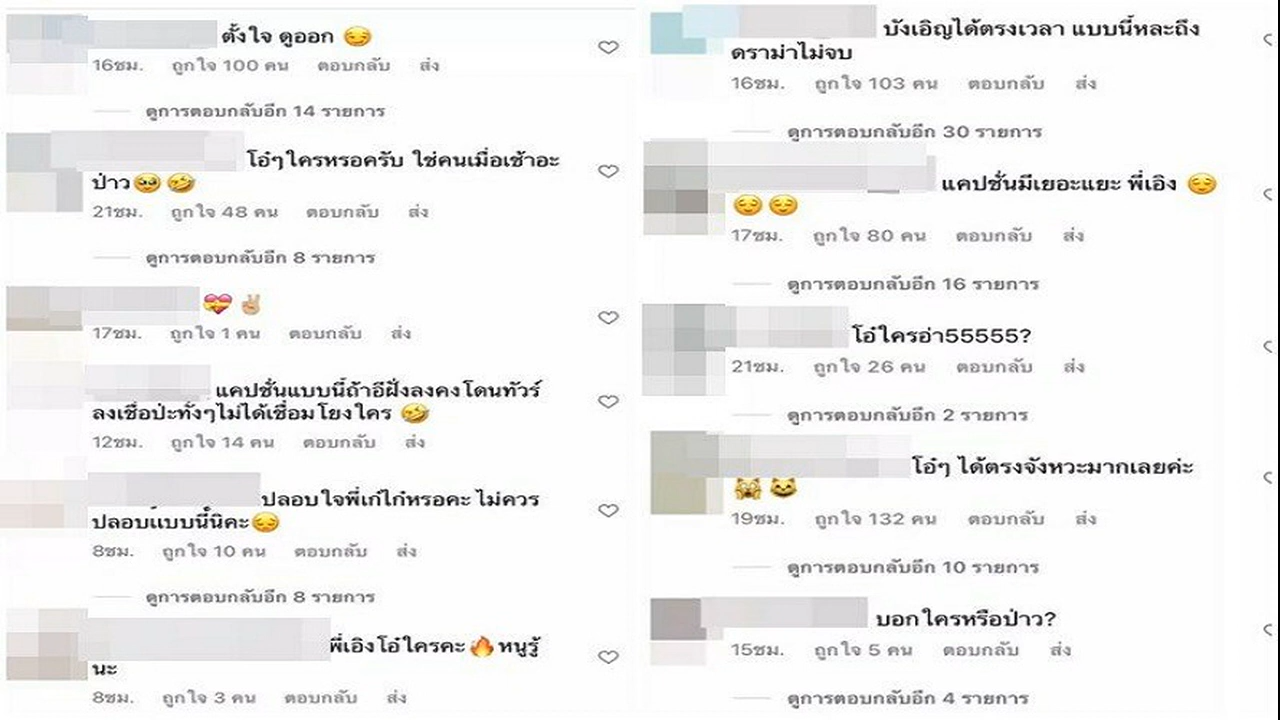 ตั้งใจ ดูออก 😏
16ชม. ถูกใจ 100 คน ตอบกลับ ส่ง
ดูการตอบกลับอีก 14 รายการ
โอ๋ๆใครหรอครับ ใช่คนเมื่อเช้าอะ
ป่าว🥺🤣
21ชม. ถูกใจ 48 คน ตอบกลับ ส่ง
ดูการตอบกลับอีก 8 รายการ
💝✌🏼
17ชม. ถูกใจ 1 คน ตอบกลับ ส่ง
แคปชั่นแบบนี้ถ้าอีฝั่งลงคงโดนทัวร์
ลงเชื่อป่ะทั้งๆไม่ได้เชื่อมโยงใคร 🤣
12ชม. ถูกใจ 14 คน ตอบกลับ ส่ง
ปลอบใจพี่เก๋ไก๋หรอคะ ไม่ควร
ปลอบแบบนี้นิคะ😔
8ชม. ถูกใจ 10 คน ตอบกลับ ส่ง
ดูการตอบกลับอีก 8 รายการ
พี่เอิงโอ๋ใครคะ🔥หนูรู้
นะ
8ชม. ถูกใจ 3 คน ตอบกลับ ส่ง
บังเอิญได้ตรงเวลา แบบนี้หละถึง
ดราม่าไม่จบ
16ชม. ถูกใจ 103 คน ตอบกลับ ส่ง
ดูการตอบกลับอีก 30 รายการ
แคปชั่นมีเยอะแยะ พี่เอิง 😌
😌😌
17ชม. ถูกใจ 80 คน ตอบกลับ ส่ง
ดูการตอบกลับอีก 16 รายการ
โอ๋ใครอ่า55555?
21ชม. ถูกใจ 26 คน ตอบกลับ ส่ง
ดูการตอบกลับอีก 2 รายการ
โอ๋ๆ ได้ตรงจังหวะมากเลยค่ะ
🙀😺
19ชม. ถูกใจ 132 คน ตอบกลับ ส่ง
ดูการตอบกลับอีก 10 รายการ
บอกใครหรือป่าว?
15ชม. ถูกใจ 5 คน ตอบกลับ ส่ง
ดูการตอบกลับอีก 4 รายการ